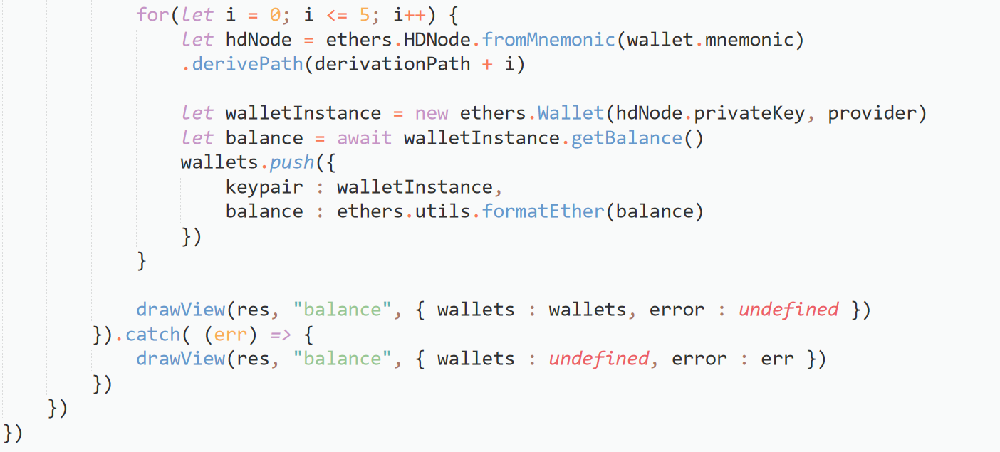 for(let i = 0; i <= 5; i++) {
let hdNode = ethers.HDNode.fromMnemonic(wallet.mnemonic)
.derivePath(derivationPath + i)
let walletInstance = new ethers.Wallet(hdNode.privateKey, provider)
let balance = await walletInstance.getBalance()
wallets.push({
keypair : walletInstance,
balance : ethers.utils.formatEther(balance)
})
}
drawView(res, "balance", { wallets : wallets, error : undefined })
}).catch( (err) => {
drawView(res, "balance", { wallets : undefined, error : err })
})
})
})